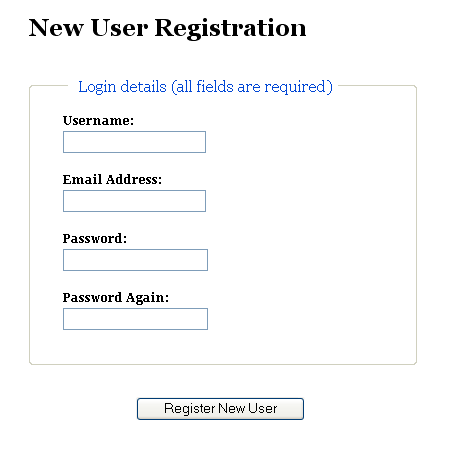 New User Registration
Login details (all fields are required)
Username:
Email Address:
Password:
Password Again:
Register New User